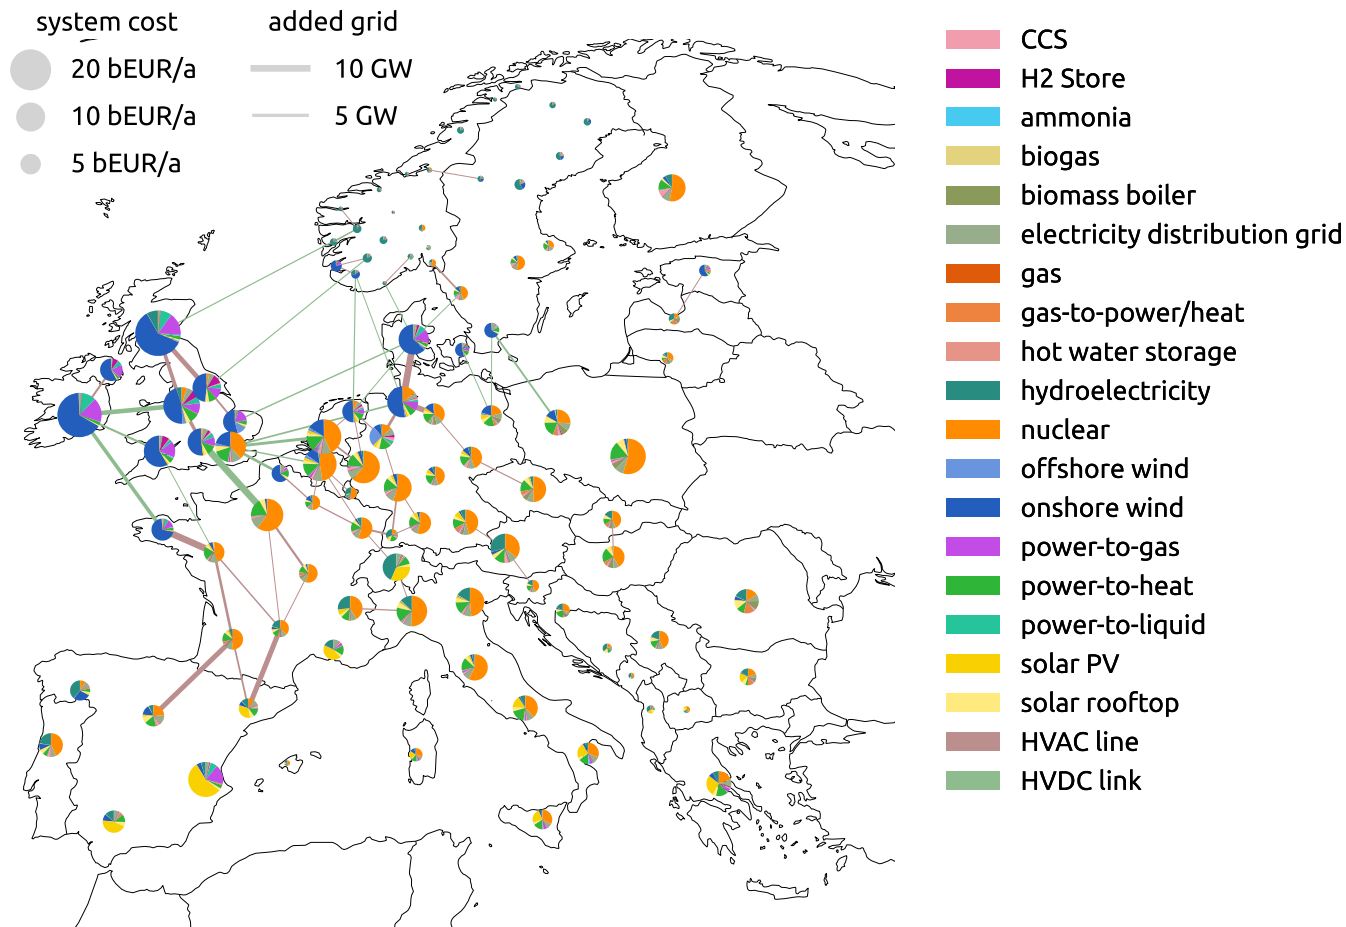 system cost
20 bEUR/a
10 bEUR/a
5 bEUR/a
added grid
10 GW
5 GW
CCS
H2 Store
ammonia
biogas
biomass boiler
electricity distribution grid
gas
gas-to-power/heat
hot water storage
hydroelectricity
nuclear
offshore wind
onshore wind
power-to-gas
power-to-heat
power-to-liquid
solar PV
solar rooftop
HVAC line
HVDC link